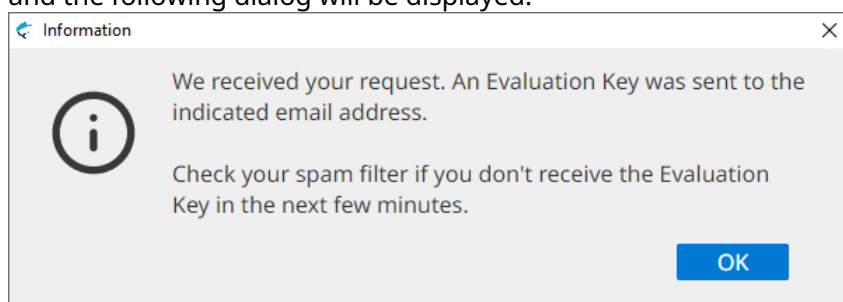 and the following dialog will be displayed:
Information
We received your request. An Evaluation Key was sent to the
indicated email address.
Check your spam filter if you don't receive the Evaluation
Key in the next few minutes.
OK